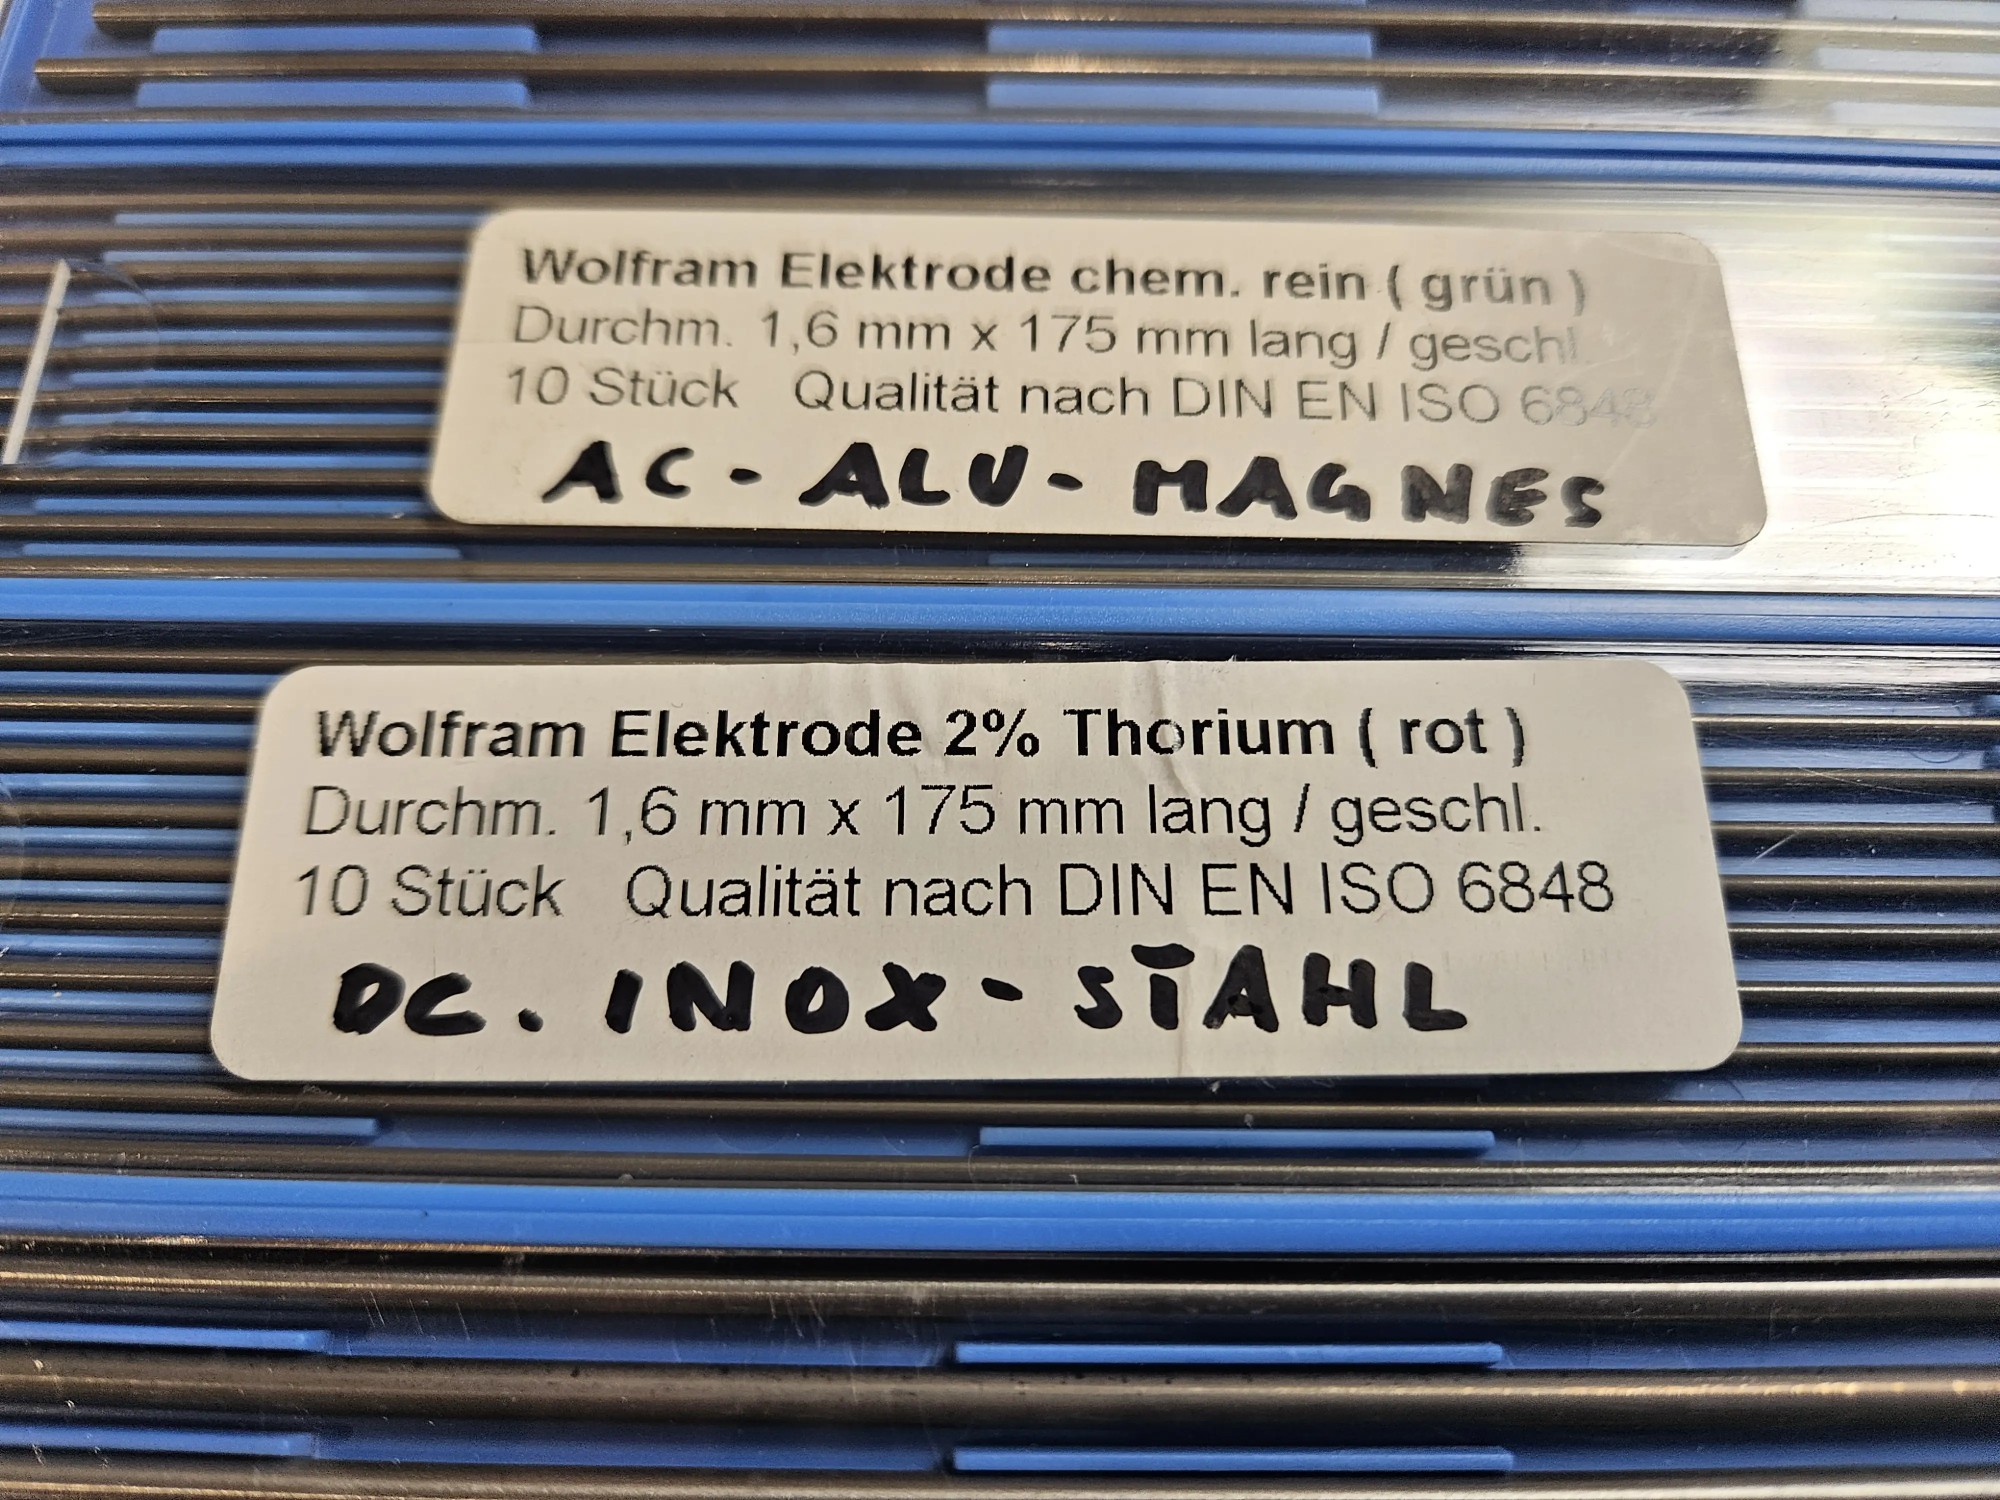 Wolfram Elektrode chem. rein ( grün )
Durchm. 1,6 mm x 175 mm lang / geschl.
10 Stück Qualität nach DIN EN ISO 6848
AC - ALU - MAGNES
Wolfram Elektrode 2% Thorium ( rot )
Durchm. 1,6 mm x 175 mm lang / geschl.
10 Stück Qualität nach DIN EN ISO 6848
DC. INOX - STAHL